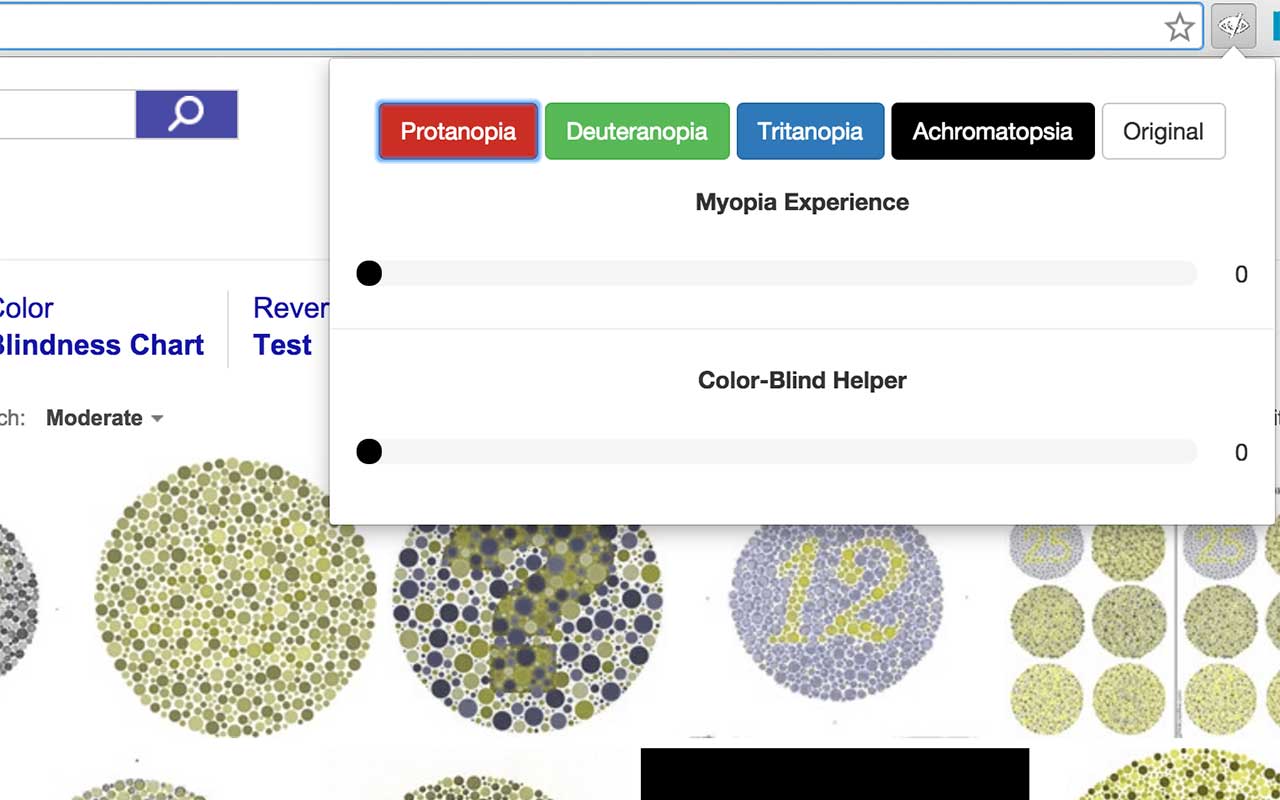 Protanopia Deuteranopia Tritanopia Achromatopsia Original
Myopia Experience
0
Color-Blind Helper
0
Color
Blindness Chart
Rever
Test
ch: Moderate
12
25
25